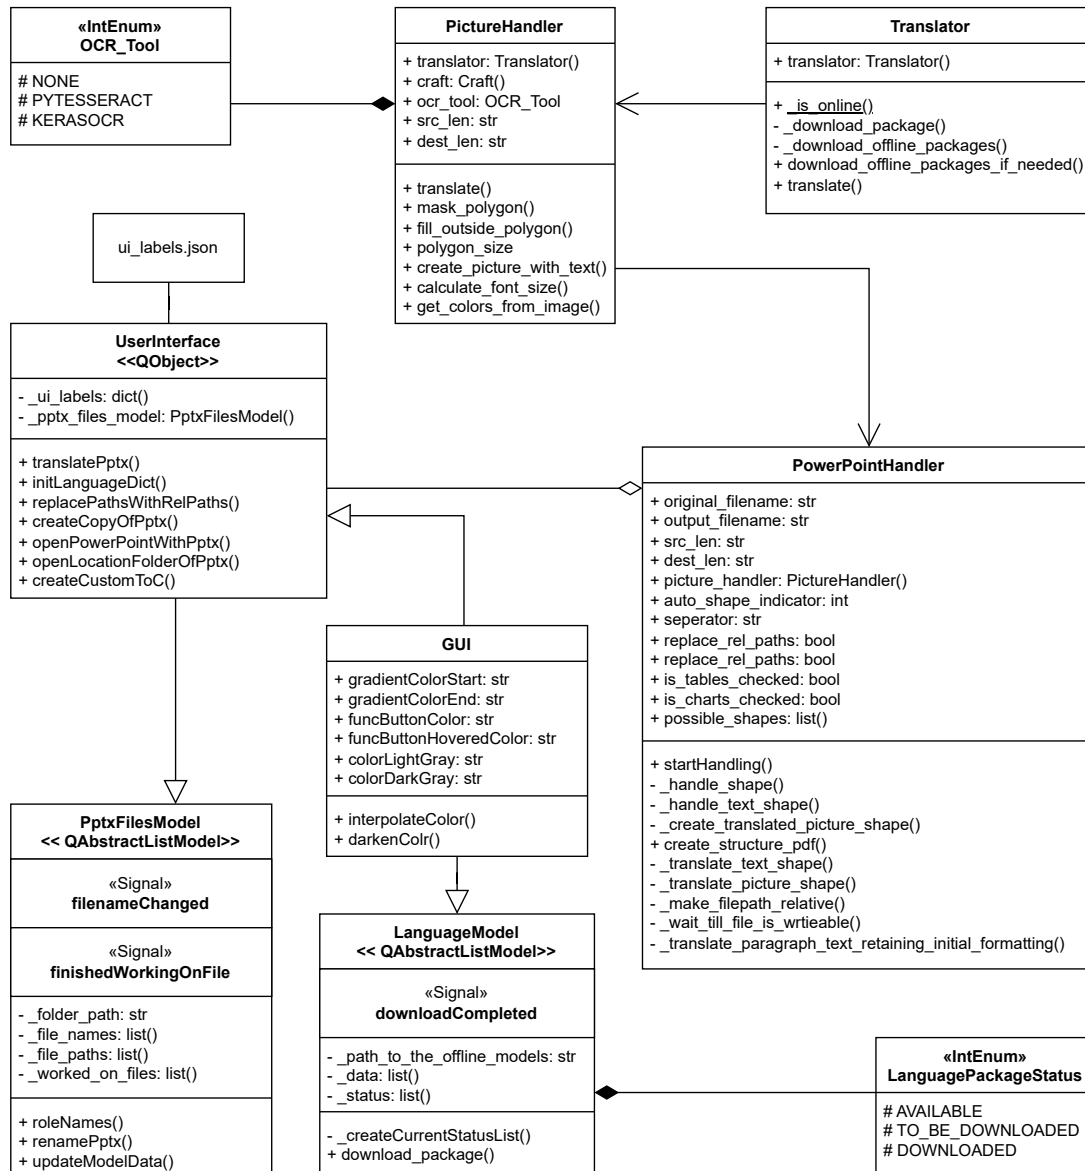 «IntEnum»
OCR_Tool
# NONE
# PYTESSERACT
# KERASOCR
PictureHandler
+ translator: Translator()
+ craft: Craft()
+ ocr_tool: OCR_Tool
+ src_len: str
+ dest_len: str
+ translate()
+ mask_polygon()
+ fill_outside_polygon()
+ polygon_size
+ create_picture_with_text()
+ calculate_font_size()
+ get_colors_from_image()
Translator
+ translator: Translator()
+ _is_online()
- _download_package()
- _download_offline_packages()
+ download_offline_packages_if_needed()
+ translate()
ui_labels.json
UserInterface
<<QObject>>
- _ui_labels: dict()
- _pptx_files_model: PptxFilesModel()
+ translatePptx()
+ initLanguageDict()
+ replacePathsWithRelPaths()
+ createCopyOfPptx()
+ openPowerPointWithPptx()
+ openLocationFolderOfPptx()
+ createCustomToC()
PowerPointHandler
+ original_filename: str
+ output_filename: str
+ src_len: str
+ dest_len: str
+ picture_handler: PictureHandler()
+ auto_shape_indicator: int
+ seperator: str
+ replace_rel_paths: bool
+ replace_rel_paths: bool
+ is_tables_checked: bool
+ is_charts_checked: bool
+ possible_shapes: list()
+ startHandling()
- _handle_shape()
- _handle_text_shape()
- _create_translated_picture_shape()
+ create_structure_pdf()
- _translate_text_shape()
- _translate_picture_shape()
- _make_filepath_relative()
- _wait_till_file_is_wrtieable()
- _translate_paragraph_text_retaining_initial_formatting()
GUI
+ gradientColorStart: str
+ gradientColorEnd: str
+ funcButtonColor: str
+ funcButtonHoveredColor: str
+ colorLightGray: str
+ colorDarkGray: str
+ interpolateColor()
+ darkenColr()
PptxFilesModel
<< QAbstractListModel>>
«Signal»
filenameChanged
«Signal»
finishedWorkingOnFile
- _folder_path: str
- _file_names: list()
- _file_paths: list()
- _worked_on_files: list()
+ roleNames()
+ renamePptx()
+ updateModelData()
LanguageModel
<< QAbstractListModel>>
«Signal»
downloadCompleted
- _path_to_the_offline_models: str
- _data: list()
- _status: list()
- _createCurrentStatusList()
+ download_package()
«IntEnum»
LanguagePackageStatus
# AVAILABLE
# TO_BE_DOWNLOADED
# DOWNLOADED